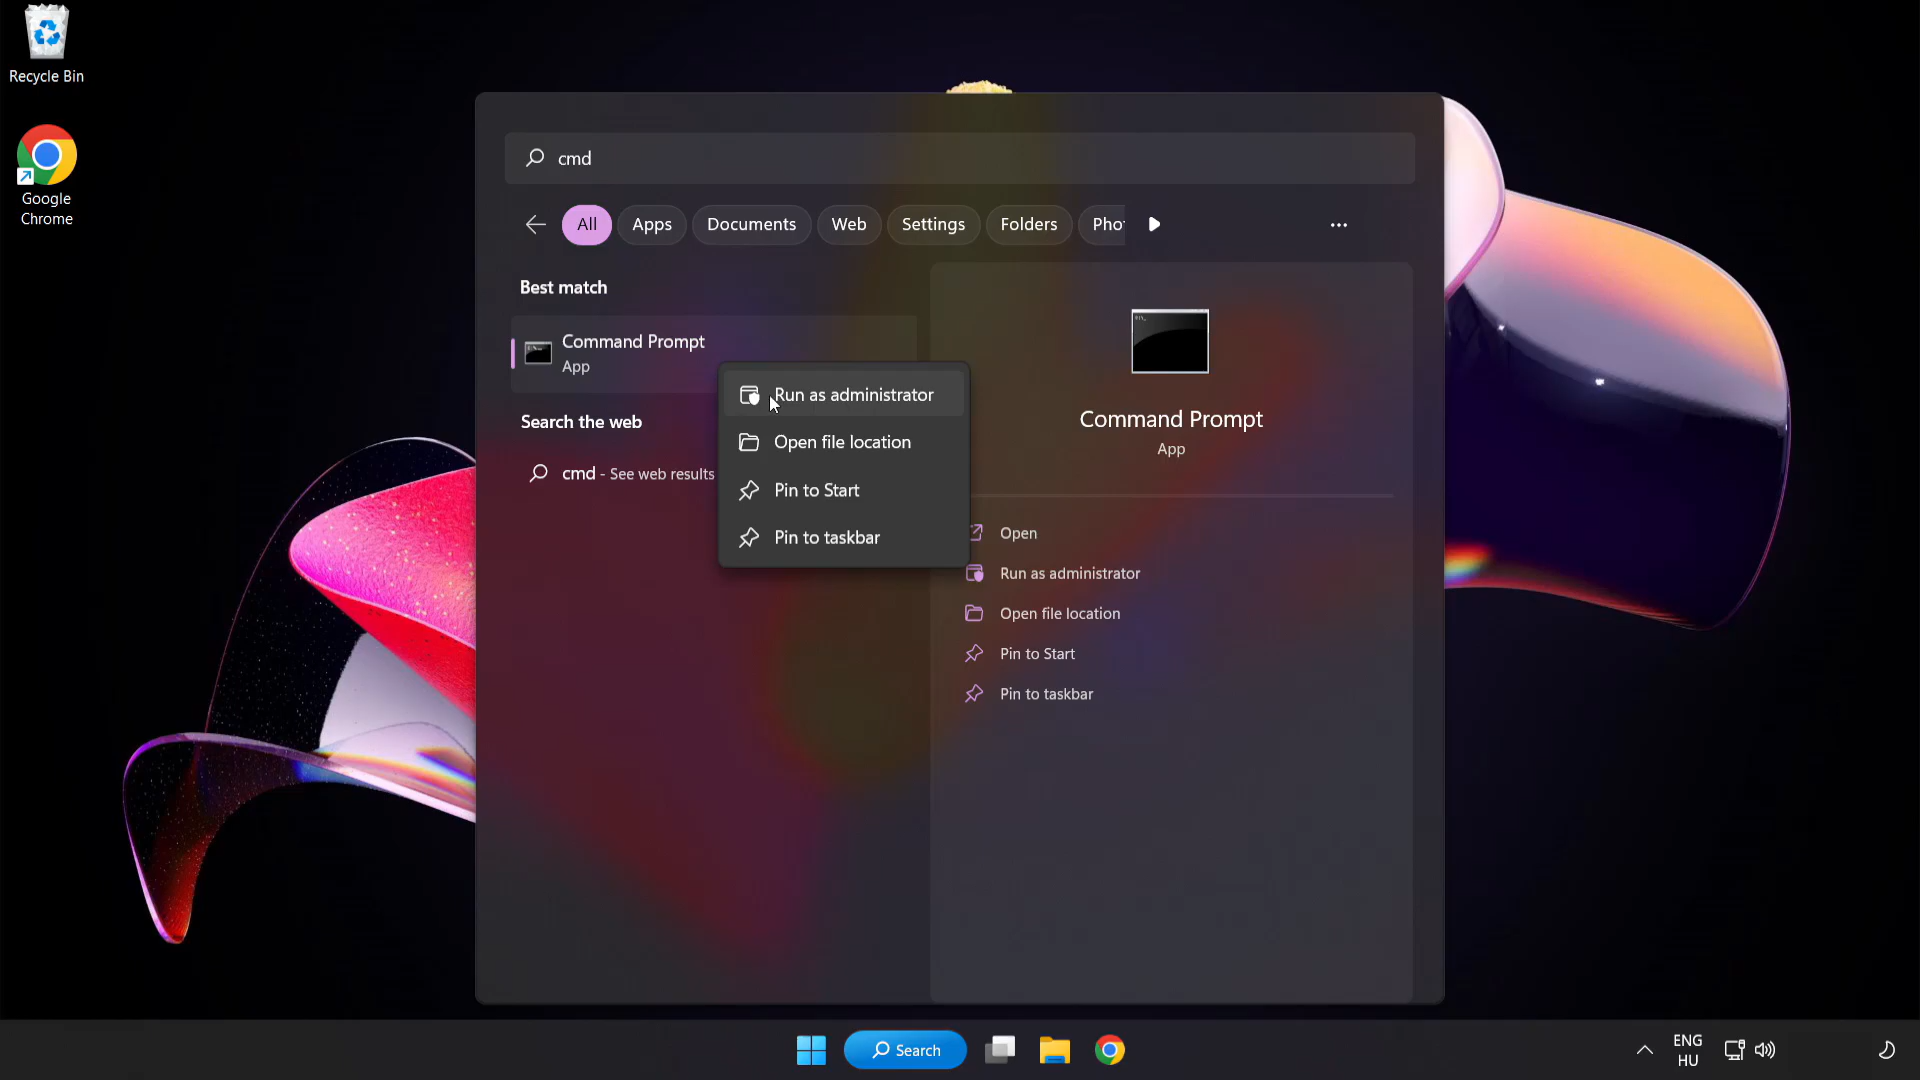 Recycle Bin
Google
Chrome
cmd
All
Apps
Documents
Web
Settings
Folders
Best match
Command Prompt
App
Search the web
cmd - See web results
Run as administrator
Open file location
Pin to Start
Pin to taskbar
Command Prompt
App
Open
Run as administrator
Open file location
Pin to Start
Pin to taskbar
Search
ENG
HU